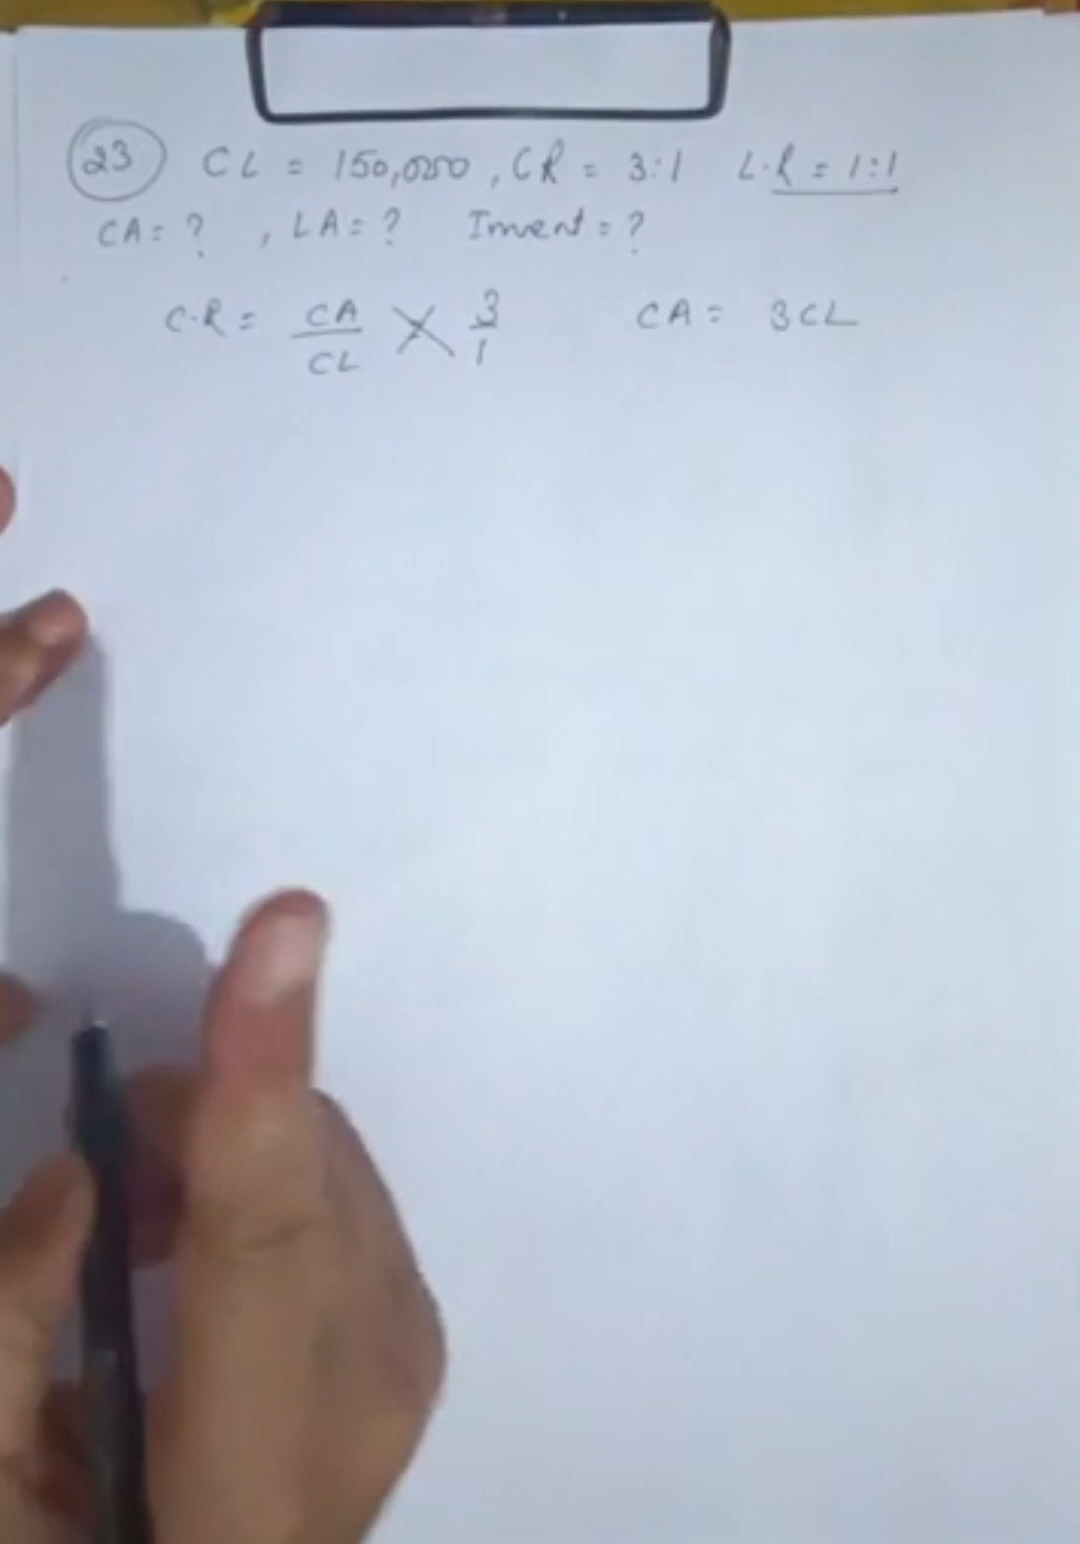 23 CL = 150,000, CR = 3:1 L.R = 1:1
CA = ?, LA = ? Invent = ?
C.R = CA/CL × 3/1 CA = 3CL